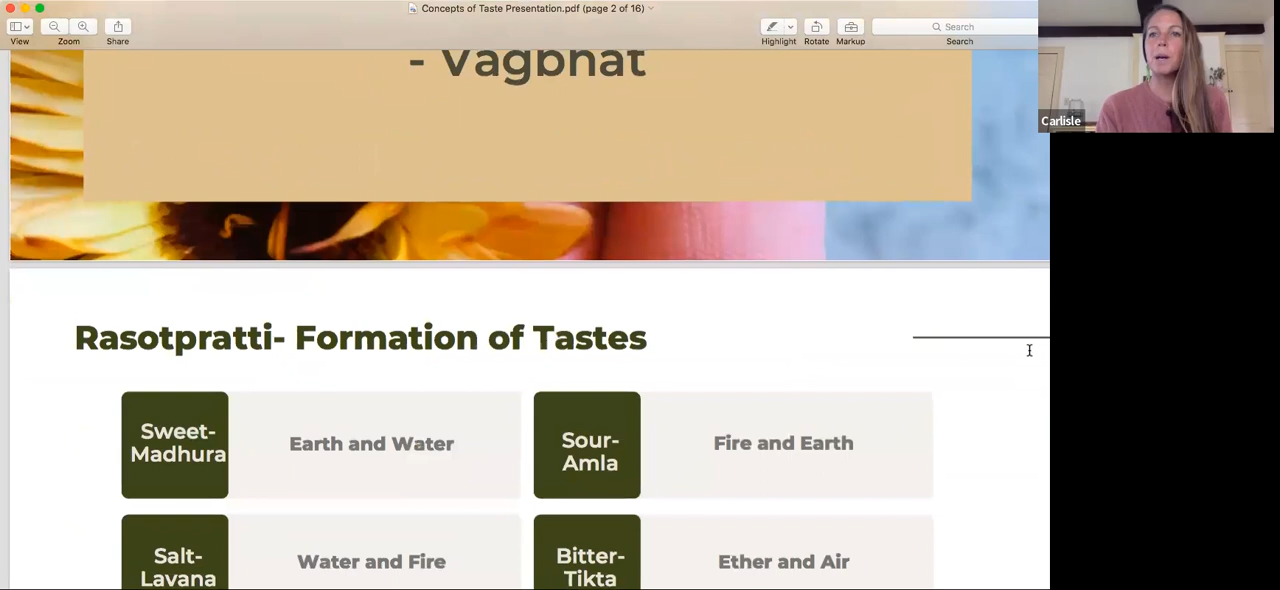 Concepts of Taste Presentation.pdf (page 2 of 16)
View
Zoom
Share
Highlight
Rotate
Markup
Search
Search
Carlisle
- Vagbhat
Rasotpratti- Formation of Tastes
Sweet-
Madhura
Earth and Water
Sour-
Amla
Fire and Earth
Salt-
Lavana
Water and Fire
Bitter-
Tikta
Ether and Air